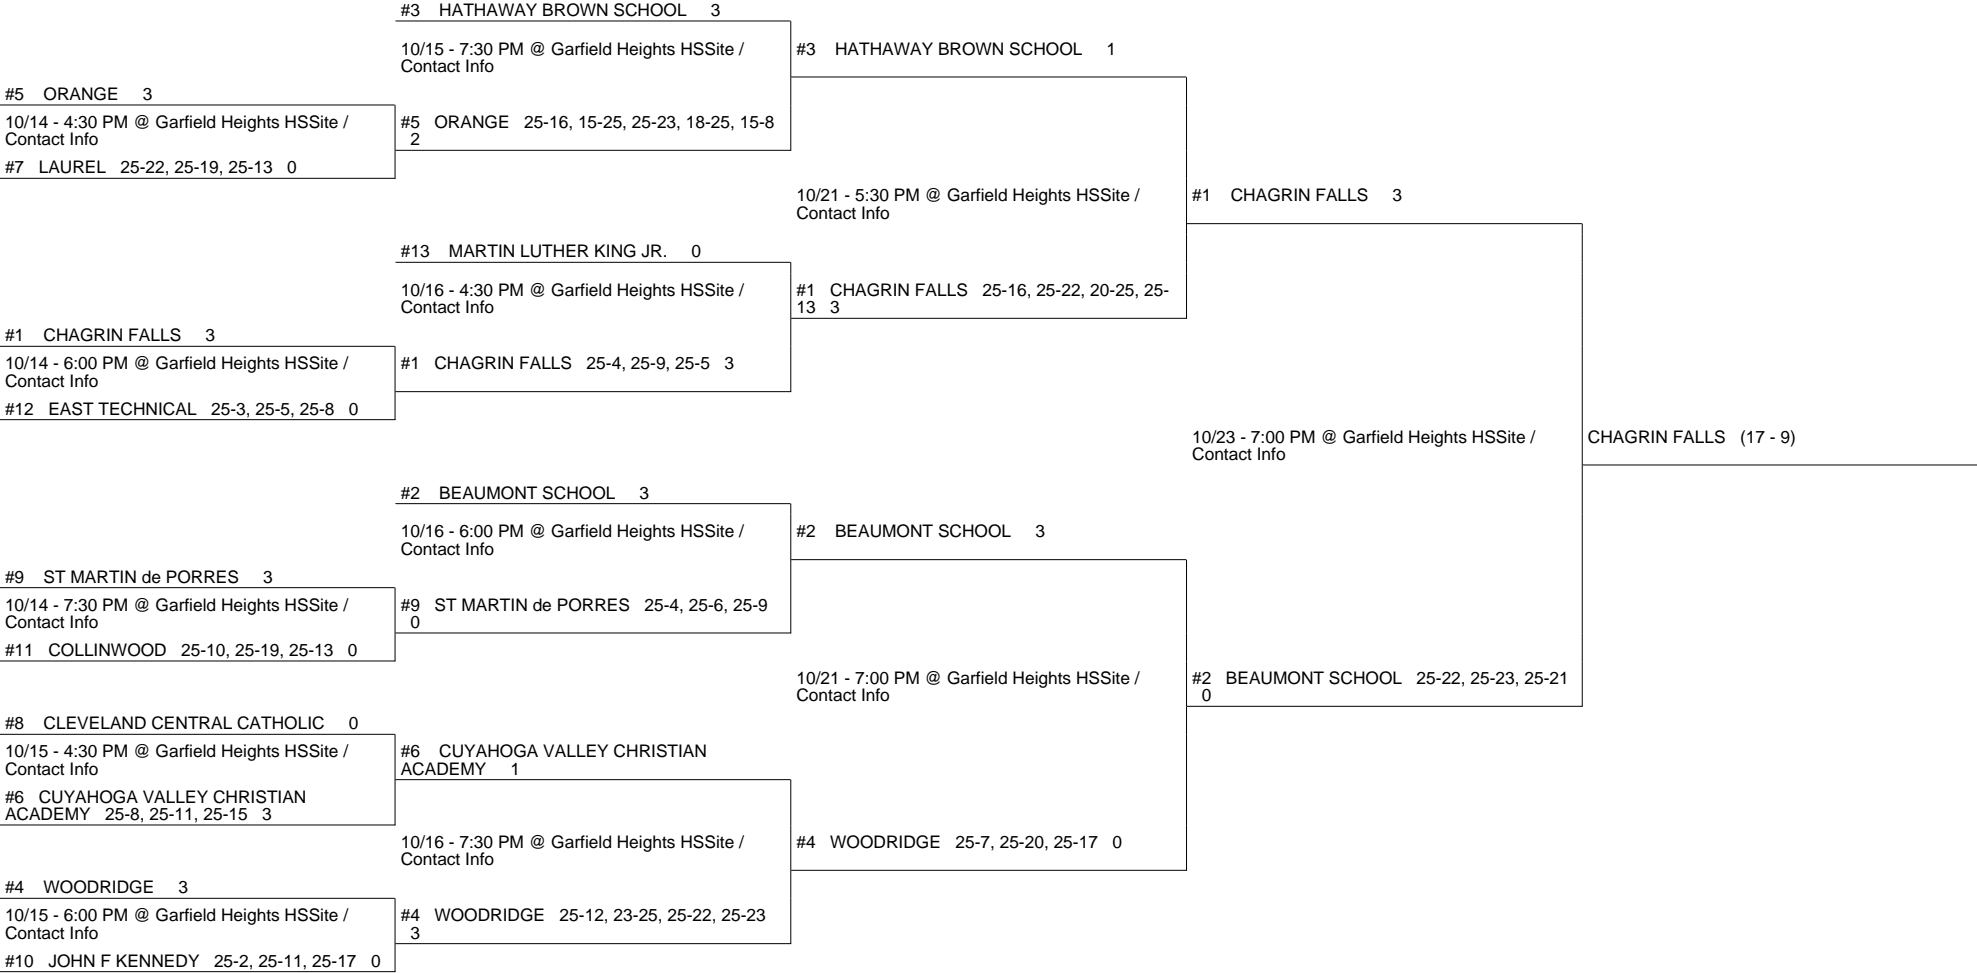 #3 HATHAWAY BROWN SCHOOL 3
10/15 - 7:30 PM @ Garfield Heights HSSite /
Contact Info
#3 HATHAWAY BROWN SCHOOL 1
#5 ORANGE 3
10/14 - 4:30 PM @ Garfield Heights HSSite /
Contact Info
#5 ORANGE 25-16, 15-25, 25-23, 18-25, 15-8
2
#7 LAUREL 25-22, 25-19, 25-13 0
10/21 - 5:30 PM @ Garfield Heights HSSite /
Contact Info
#1 CHAGRIN FALLS 3
#13 MARTIN LUTHER KING JR. 0
10/16 - 4:30 PM @ Garfield Heights HSSite /
Contact Info
#1 CHAGRIN FALLS 25-16, 25-22, 20-25, 25-
13 3
#1 CHAGRIN FALLS 3
10/14 - 6:00 PM @ Garfield Heights HSSite /
Contact Info
#1 CHAGRIN FALLS 25-4, 25-9, 25-5 3
#12 EAST TECHNICAL 25-3, 25-5, 25-8 0
10/23 - 7:00 PM @ Garfield Heights HSSite /
Contact Info
CHAGRIN FALLS (17 - 9)
#2 BEAUMONT SCHOOL 3
10/16 - 6:00 PM @ Garfield Heights HSSite /
Contact Info
#2 BEAUMONT SCHOOL 3
#9 ST MARTIN de PORRES 3
10/14 - 7:30 PM @ Garfield Heights HSSite /
Contact Info
#9 ST MARTIN de PORRES 25-4, 25-6, 25-9
0
#11 COLLINWOOD 25-10, 25-19, 25-13 0
10/21 - 7:00 PM @ Garfield Heights HSSite /
Contact Info
#2 BEAUMONT SCHOOL 25-22, 25-23, 25-21
0
#8 CLEVELAND CENTRAL CATHOLIC 0
10/15 - 4:30 PM @ Garfield Heights HSSite /
Contact Info
#6 CUYAHOGA VALLEY CHRISTIAN
ACADEMY 1
#6 CUYAHOGA VALLEY CHRISTIAN
ACADEMY 25-8, 25-11, 25-15 3
10/16 - 7:30 PM @ Garfield Heights HSSite /
Contact Info
#4 WOODRIDGE 25-7, 25-20, 25-17 0
#4 WOODRIDGE 3
10/15 - 6:00 PM @ Garfield Heights HSSite /
Contact Info
#4 WOODRIDGE 25-12, 23-25, 25-22, 25-23
3
#10 JOHN F KENNEDY 25-2, 25-11, 25-17 0